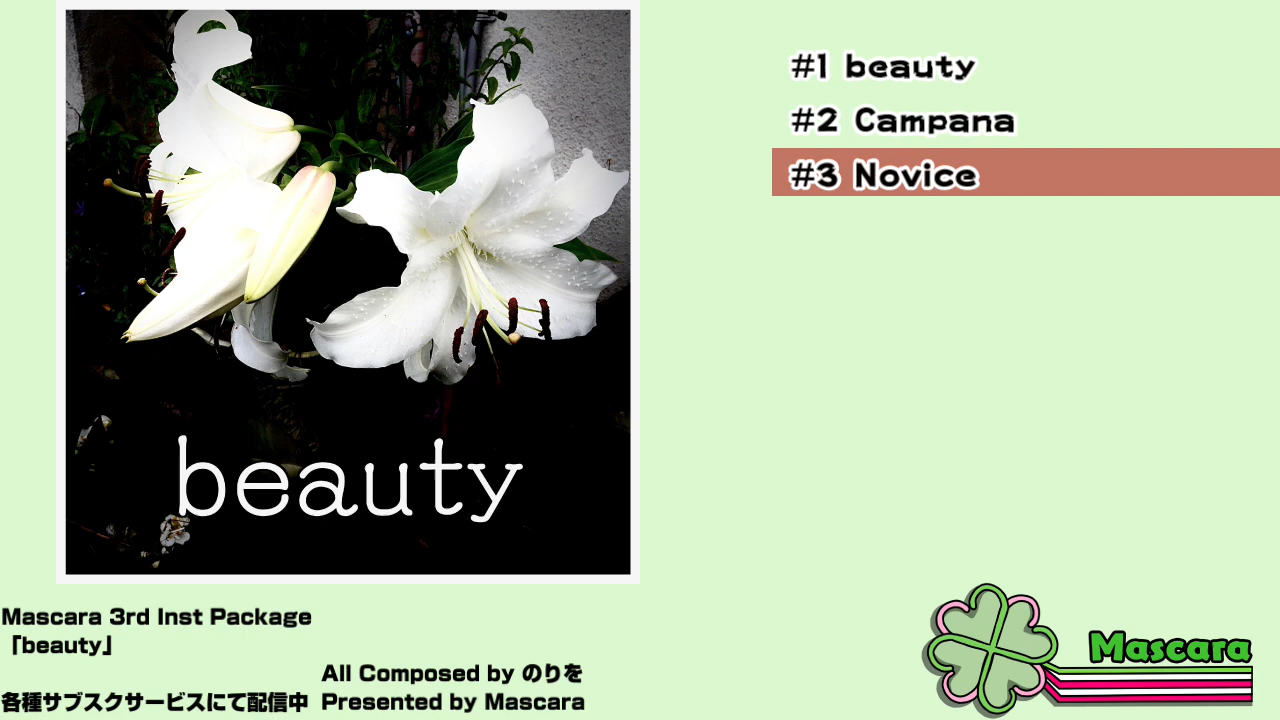 #1 beauty
#2 Campana
#3 Novice
beauty
Mascara 3rd Inst Package
「beauty」
All Composed by のりを
各種サブスクサービスにて配信中 Presented by Mascara
Mascara